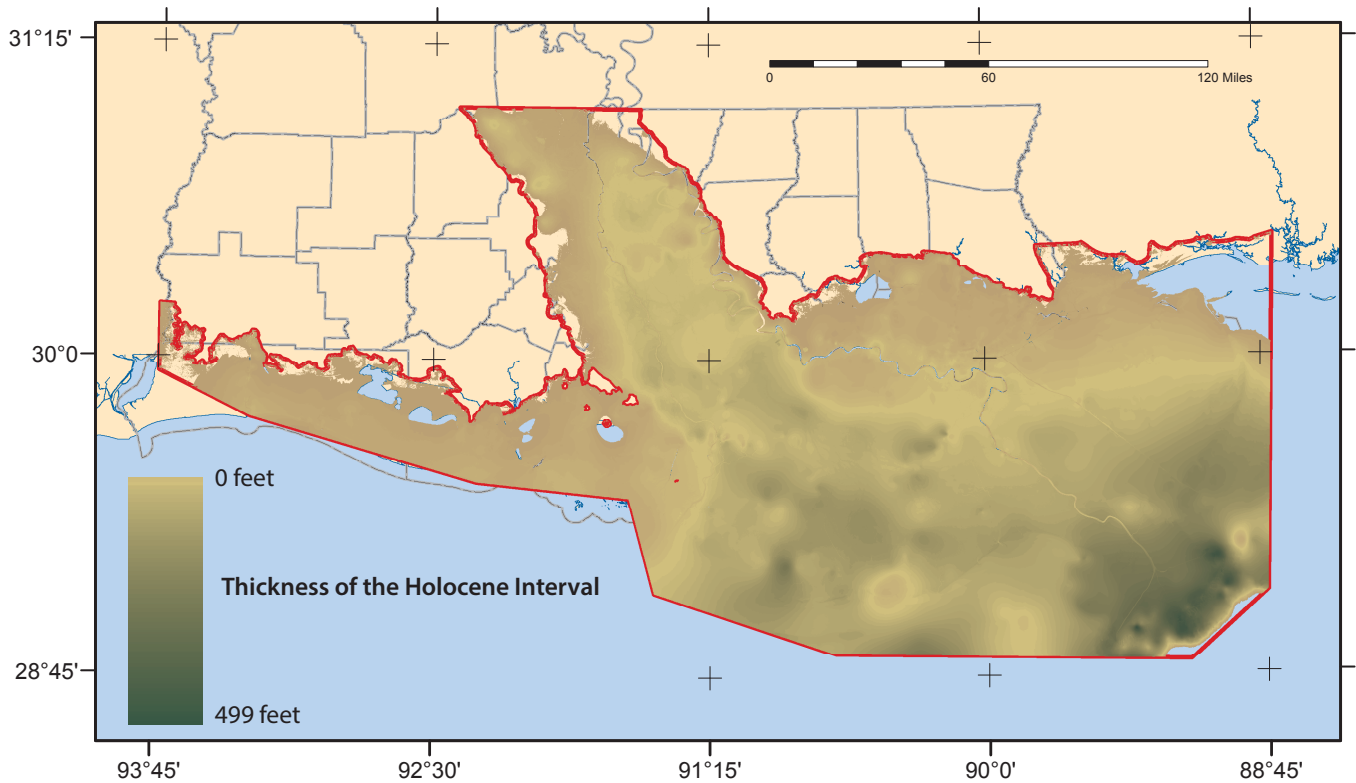 31°15'
0 60 120 Miles
30°0
0 feet
Thickness of the Holocene Interval
28°45'
499 feet
93°45' 92°30' 91°15' 90°0' 88°45'